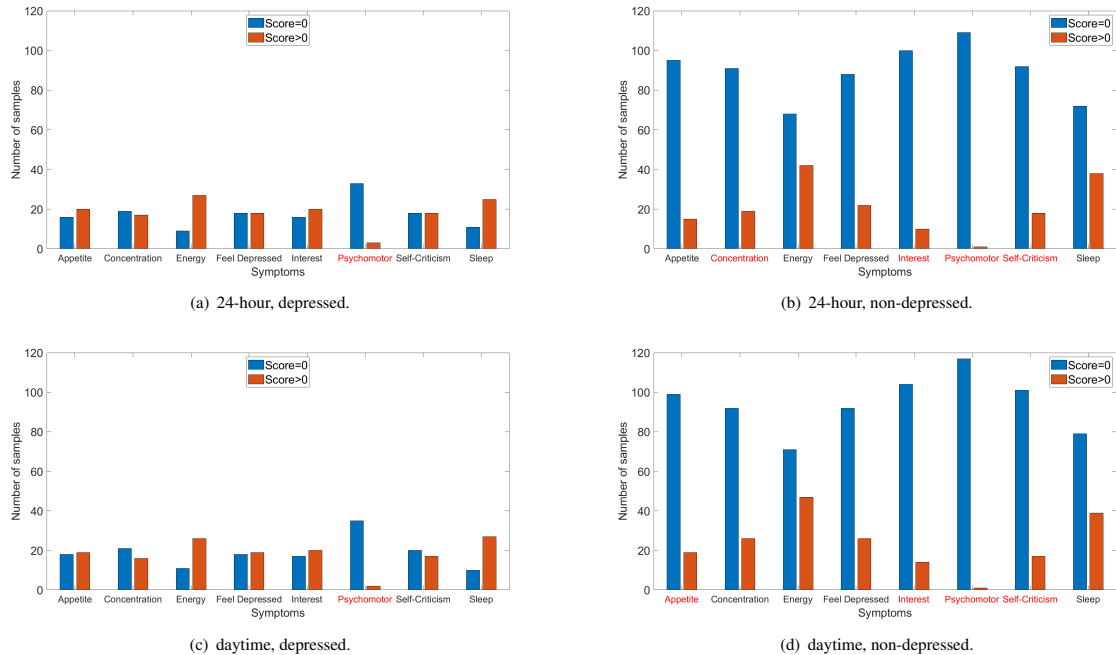 120
100
80
60
40
20
0
Number of samples
Score=0
Score>0
Appetite Concentration Energy Feel Depressed Interest Psychomotor Self-Criticism Sleep
Symptoms
(a) 24-hour, depressed.
120
100
80
60
40
20
0
Number of samples
Score=0
Score>0
Appetite Concentration Energy Feel Depressed Interest Psychomotor Self-Criticism Sleep
Symptoms
(b) 24-hour, non-depressed.
120
100
80
60
40
20
0
Number of samples
Score=0
Score>0
Appetite Concentration Energy Feel Depressed Interest Psychomotor Self-Criticism Sleep
Symptoms
(c) daytime, depressed.
120
100
80
60
40
20
0
Number of samples
Score=0
Score>0
Appetite Concentration Energy Feel Depressed Interest Psychomotor Self-Criticism Sleep
Symptoms
(d) daytime, non-depressed.